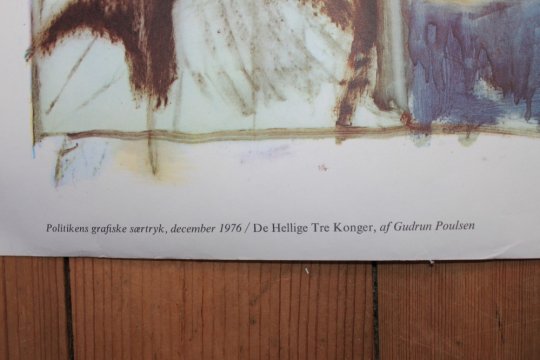 Politikens grafiske særtryk, december 1976 / De Hellige Tre Konger, af Gudrun Poulsen